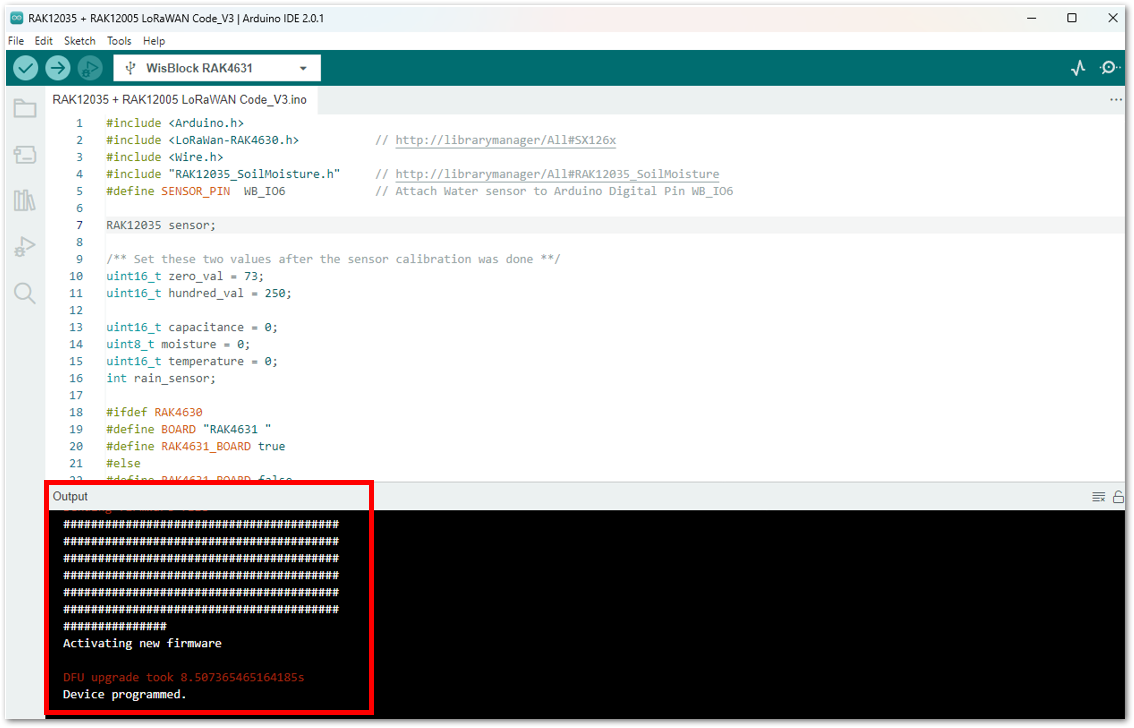 RAK12035 + RAK12005 LoRaWAN Code_V3 | Arduino IDE 2.0.1
File Edit Sketch Tools Help
WisBlock RAK4631
RAK12035 + RAK12005 LoRaWAN Code_V3.ino
1 #include <Arduino.h>
2 #include <LoRaWan-RAK4630.h> // http://librarymanager/All#SX126x
3 #include <Wire.h>
4 #include "RAK12035_SoilMoisture.h" // http://librarymanager/All#RAK12035_SoilMoisture
5 #define SENSOR_PIN WB_IO6 // Attach Water sensor to Arduino Digital Pin WB_IO6
6
7 RAK12035 sensor;
8
9 /** Set these two values after the sensor calibration was done **/
10 uint16_t zero_val = 73;
11 uint16_t hundred_val = 250;
12
13 uint16_t capacitance = 0;
14 uint8_t moisture = 0;
15 uint16_t temperature = 0;
16 int rain_sensor;
17
18 #ifdef RAK4630
19 #define BOARD "RAK4631 "
20 #define RAK4631_BOARD true
21 #else
22 #define RAK4631_BOARD false
Output
########################################
########################################
########################################
########################################
########################################
########################################
###############
Activating new firmware
DFU upgrade took 8.507365465164185s
Device programmed.